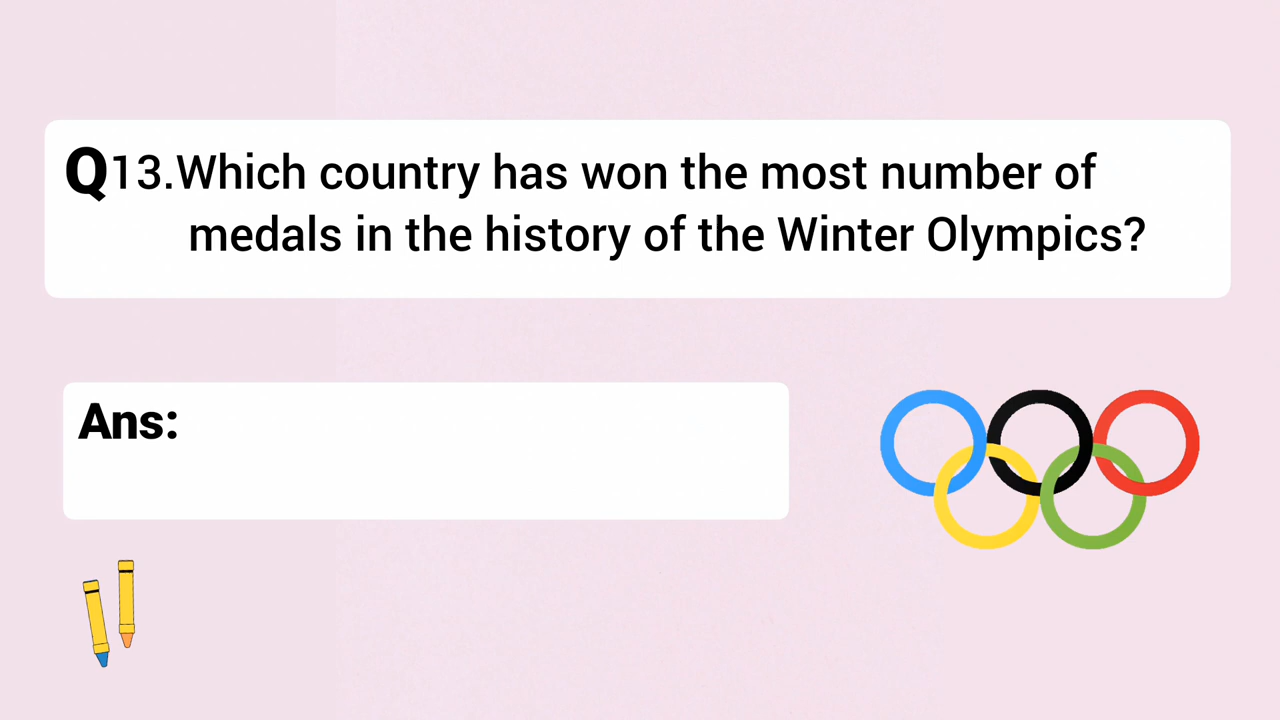 Q13.Which country has won the most number of
medals in the history of the Winter Olympics?
Ans: